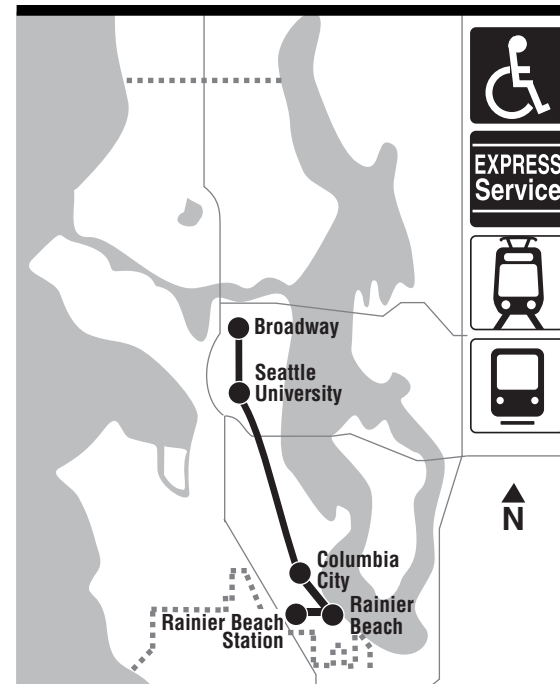 EXPRESS
Service
Broadway
Seattle
University
N
Columbia
City
Rainier
Beach
Rainier Beach
Station